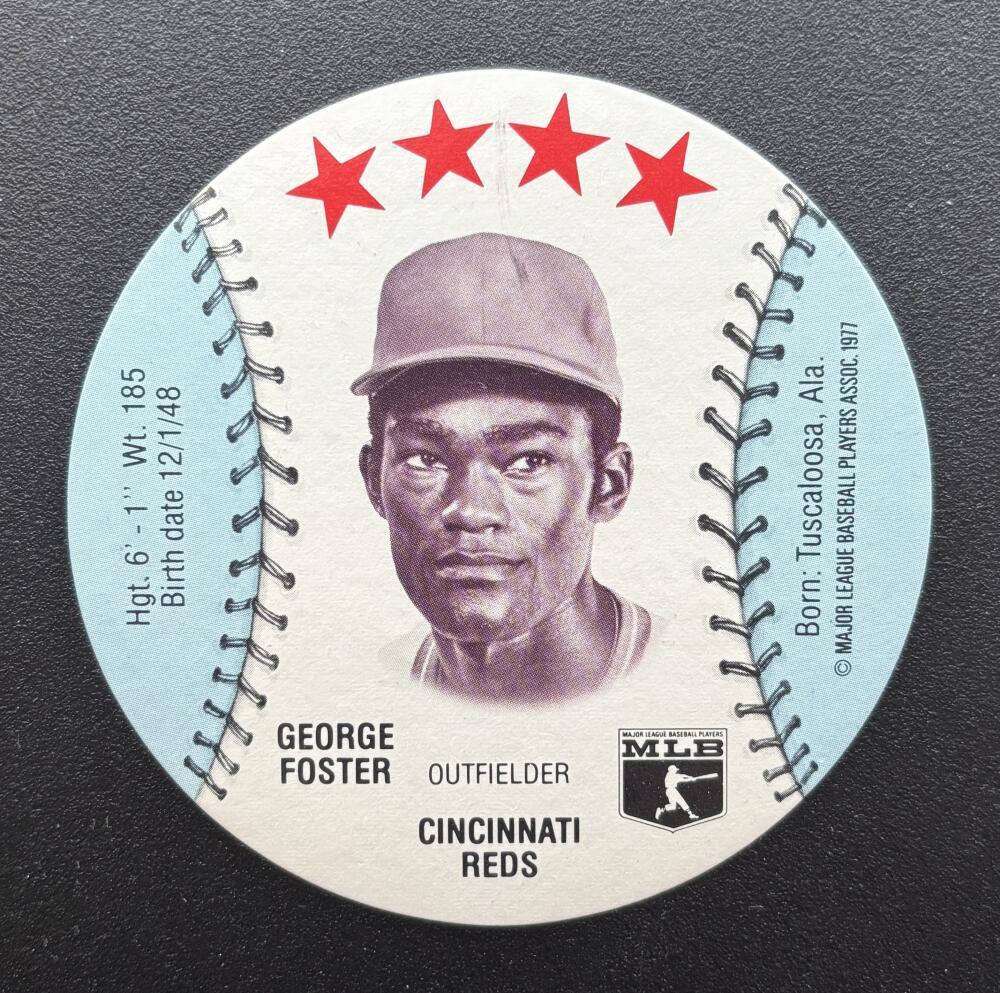 Hgt. 6' - 1" Wt. 185
Birth date 12/1/48
Born: Tuscaloosa, Ala.
© MAJOR LEAGUE BASEBALL PLAYERS ASSOC. 1977
GEORGE
FOSTER
OUTFIELDER
MAJOR LEAGUE BASEBALL PLAYERS
MLB
CINCINNATI
REDS